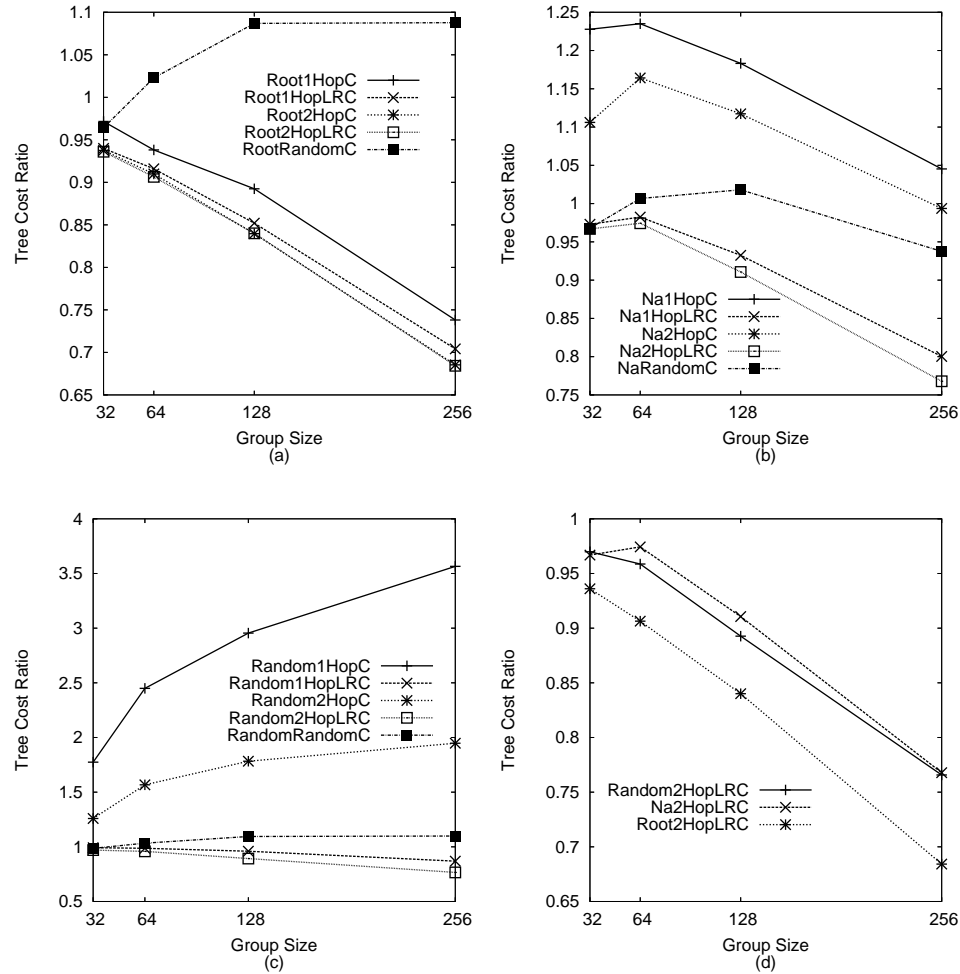 1.1
1.05
1
0.95
0.9
0.85
0.8
0.75
0.7
0.65
Tree Cost Ratio
Root1HopC
Root1HopLRC
Root2HopC
Root2HopLRC
RootRandomC
32 64 128 256
Group Size
(a)
1.25
1.2
1.15
1.1
1.05
1
0.95
0.9
0.85
0.8
0.75
Tree Cost Ratio
Na1HopC
Na1HopLRC
Na2HopC
Na2HopLRC
NaRandomC
32 64 128 256
Group Size
(b)
4
3.5
3
2.5
2
1.5
1
0.5
Tree Cost Ratio
Random1HopC
Random1HopLRC
Random2HopC
Random2HopLRC
RandomRandomC
32 64 128 256
Group Size
(c)
1
0.95
0.9
0.85
0.8
0.75
0.7
0.65
Tree Cost Ratio
Random2HopLRC
Na2HopLRC
Root2HopLRC
32 64 128 256
Group Size
(d)